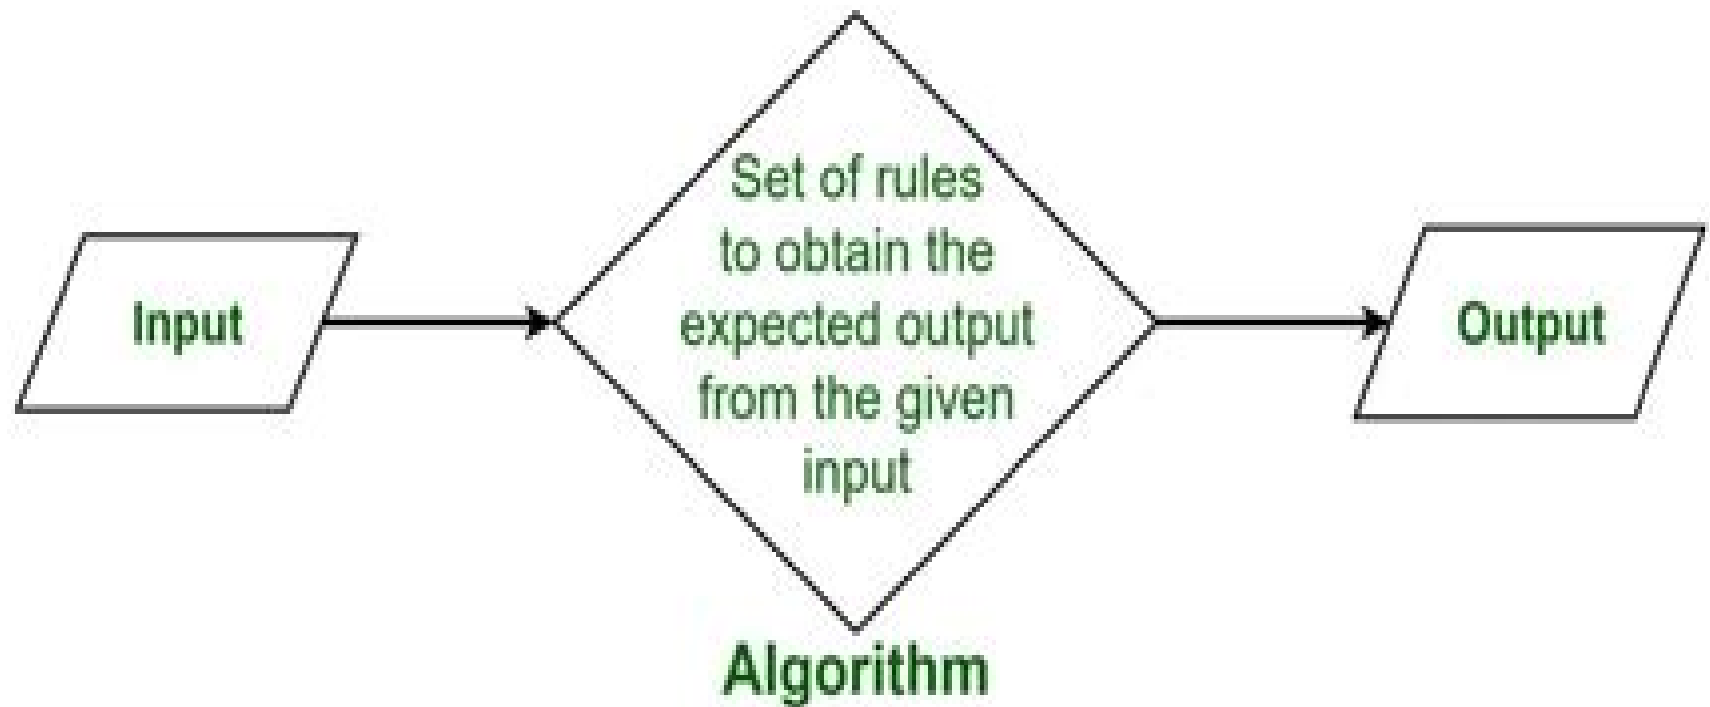 Input
Set of rules
to obtain the
expected output
from the given
input
Output
Algorithm